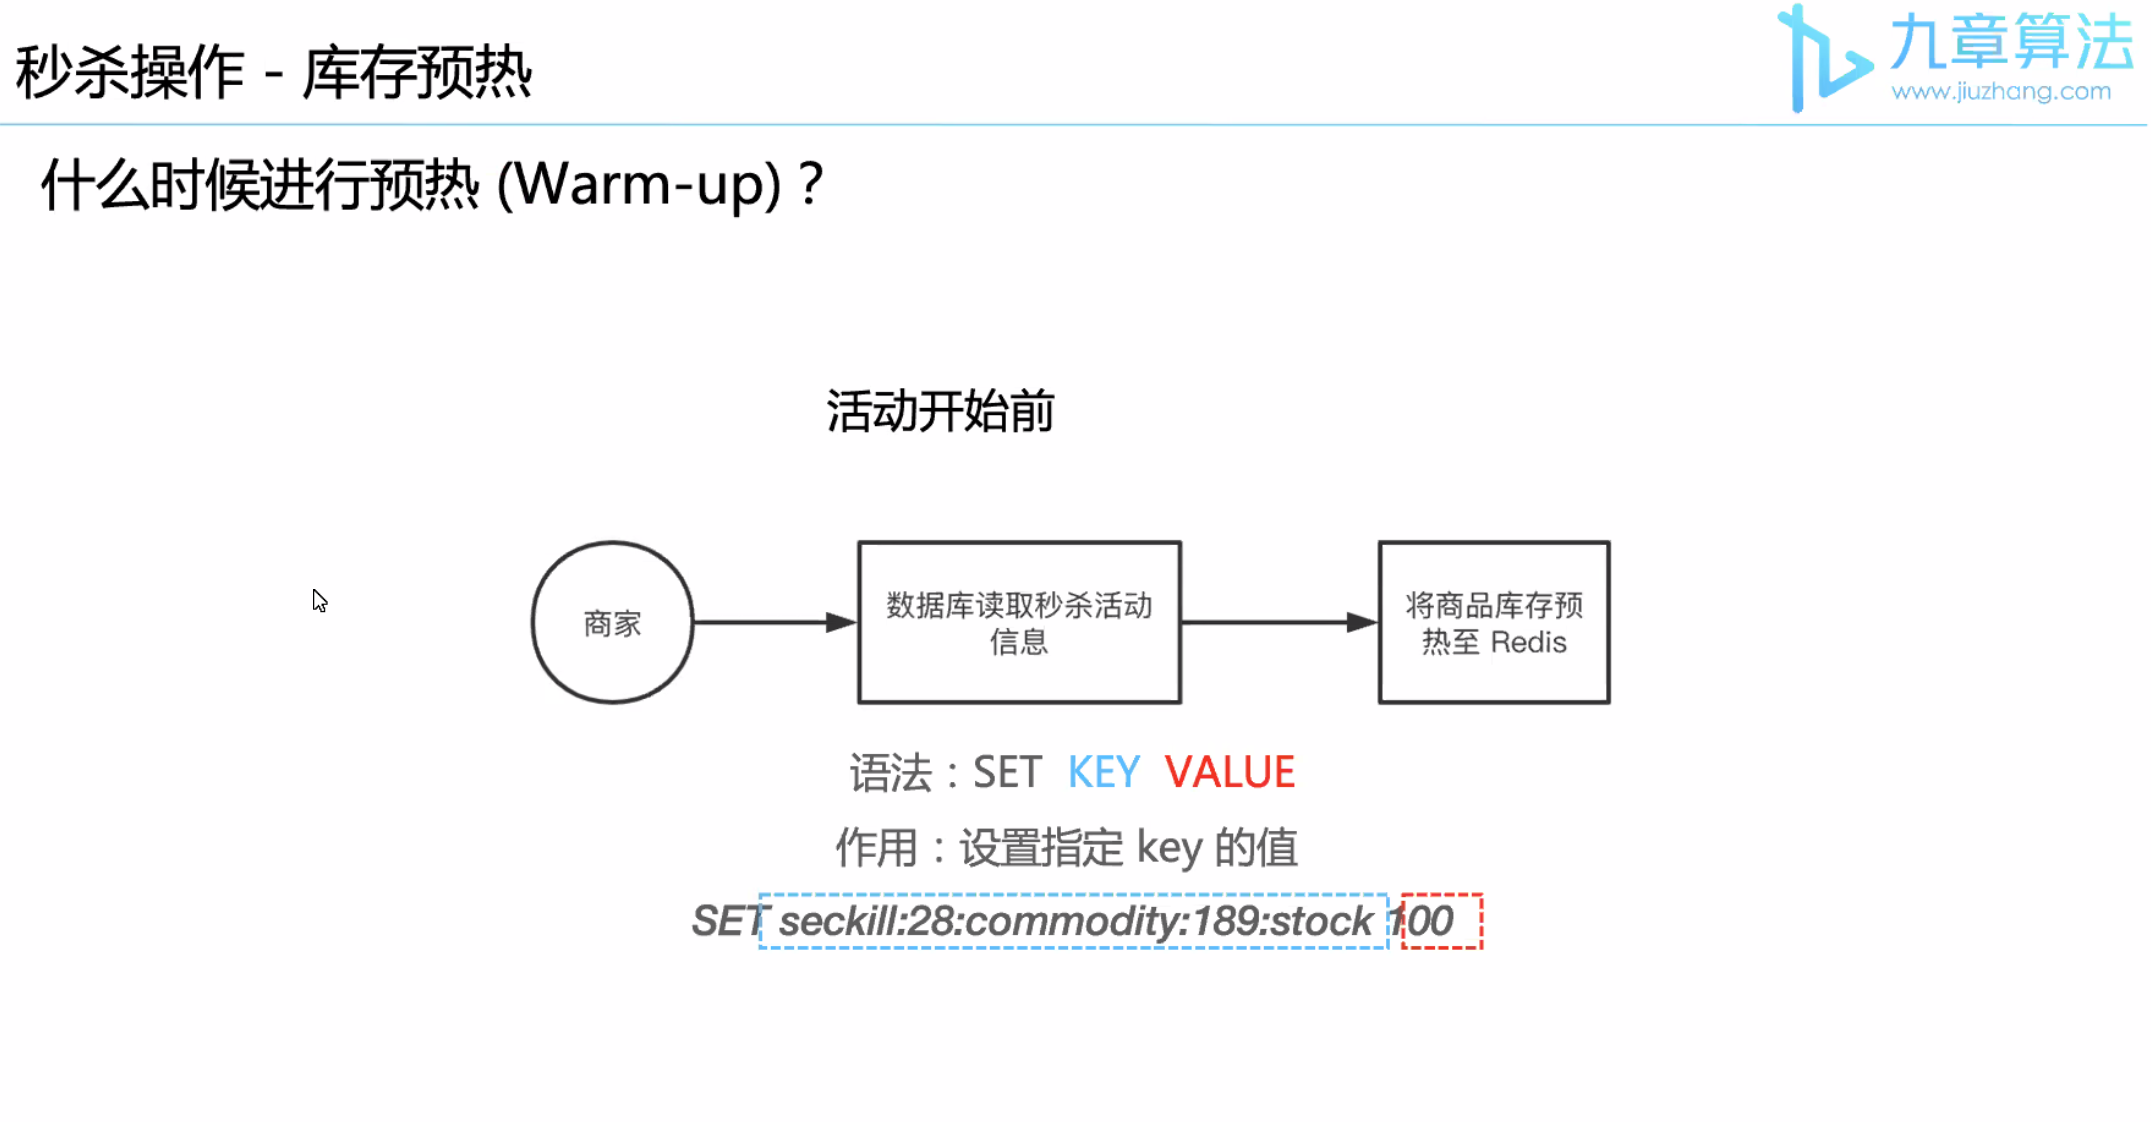 秒杀操作 - 库存预热
九章算法
www.jiuzhang.com
什么时候进行预热 (Warm-up)？
活动开始前
商家
数据库读取秒杀活动
信息
将商品库存预
热至 Redis
语法：SET KEY VALUE
作用：设置指定 key 的值
SET seckill:28:commodity:189:stock 100